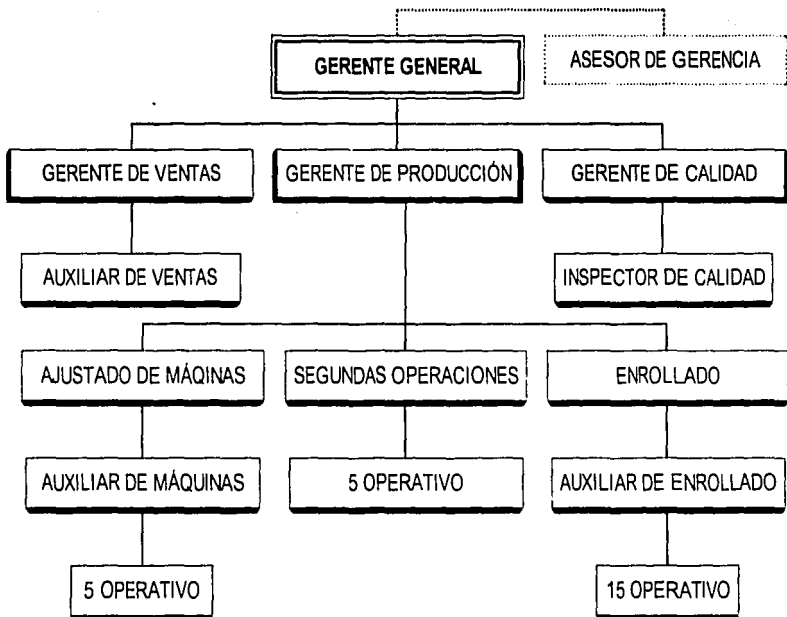 GERENTE GENERAL
ASESOR DE GERENCIA
GERENTE DE VENTAS
GERENTE DE PRODUCCIÓN
GERENTE DE CALIDAD
AUXILIAR DE VENTAS
INSPECTOR DE CALIDAD
AJUSTADO DE MÁQINAS
SEGUNDAS OPERACIONES
ENROLLADO
AUXILIAR DE MÁQUINAS
5 OPERATIVO
AUXILIAR DE ENROLLADO
5 OPERATIVO
15 OPERATIVO